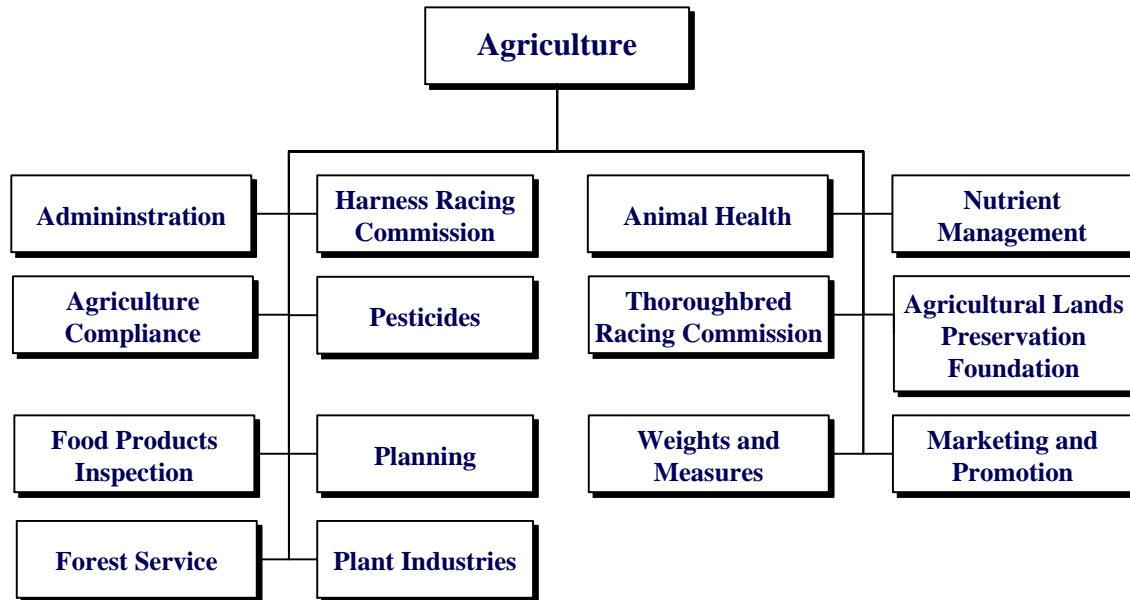 Agriculture
Admininstration
Harness Racing
Commission
Animal Health
Nutrient
Management
Agriculture
Compliance
Pesticides
Thoroughbred
Racing Commission
Agricultural Lands
Preservation
Foundation
Food Products
Inspection
Planning
Weights and
Measures
Marketing and
Promotion
Forest Service
Plant Industries